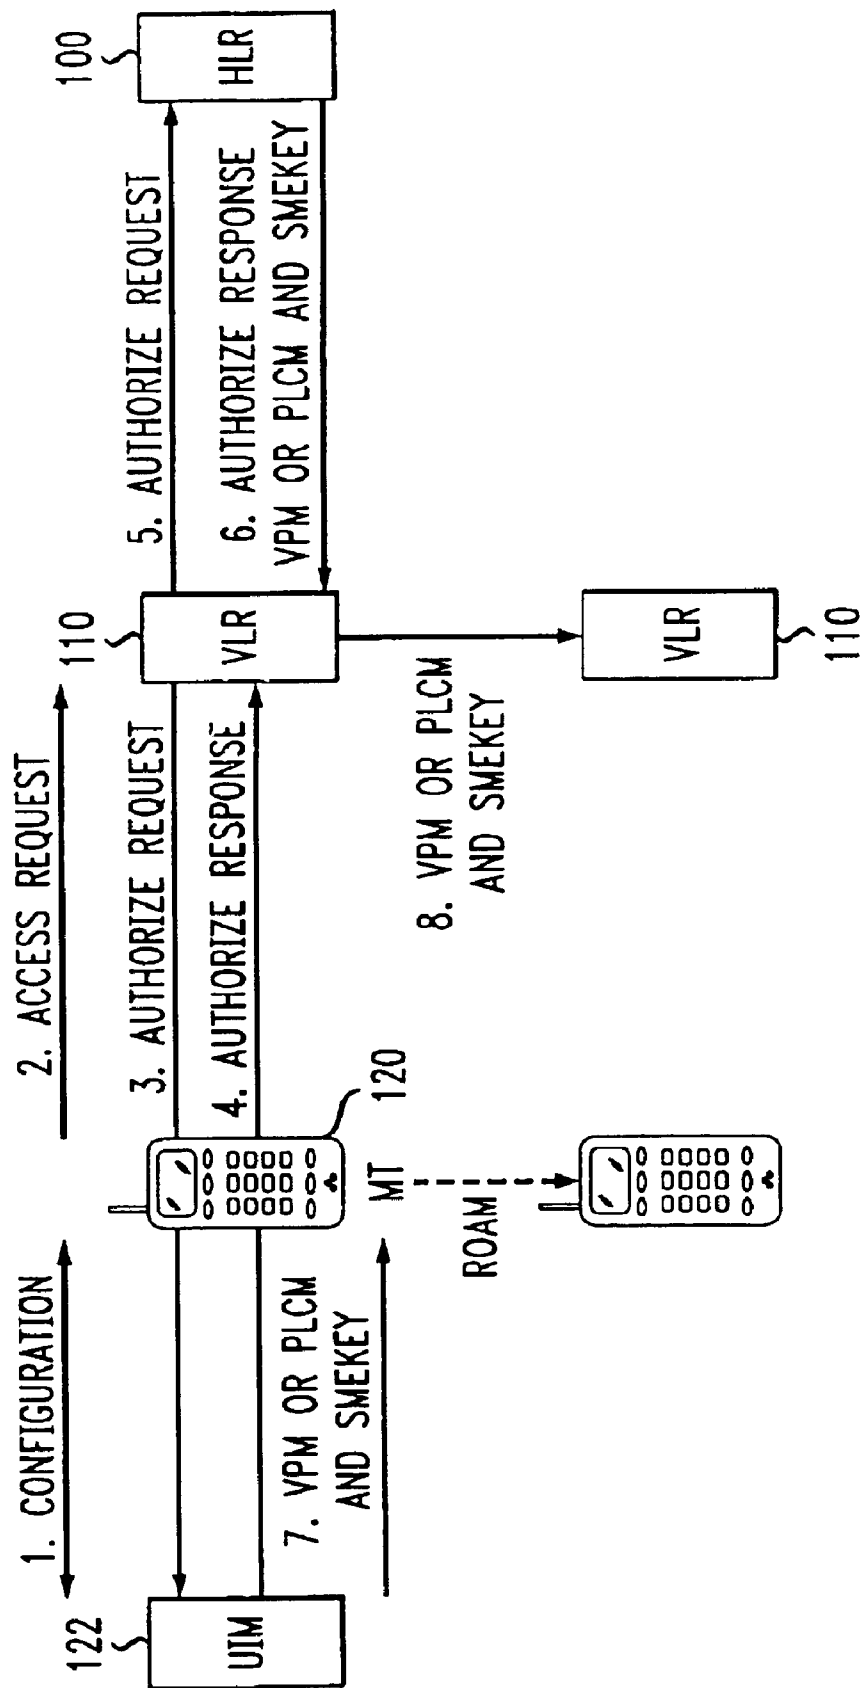 1. CONFIGURATION
2. ACCESS REQUEST
122
UIM
3. AUTHORIZE REQUEST
4. AUTHORIZE RESPONSE
120
MT
110
VLR
5. AUTHORIZE REQUEST
6. AUTHORIZE RESPONSE
VPM OR PLCM AND SMEKEY
100
HLR
7. VPM OR PLCM
AND SMEKEY
ROAM
8. VPM OR PLCM
AND SMEKEY
VLR
110